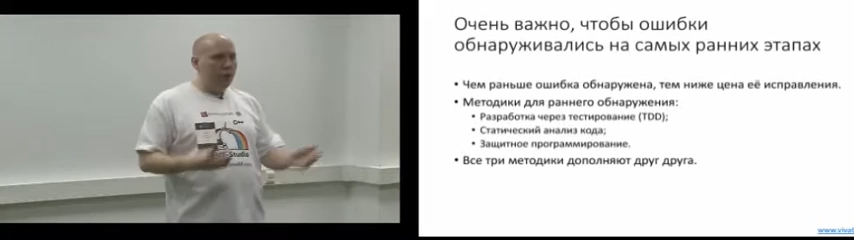 Очень важно, чтобы ошибки
обнаруживались на самых ранних этапах
• Чем раньше ошибка обнаружена, тем ниже цена её исправления.
• Методики для раннего обнаружения:
• Разработка через тестирование (TDD);
• Статический анализ кода;
• Защитное программирование.
• Все три методики дополняют друг друга.
C++
-Studio